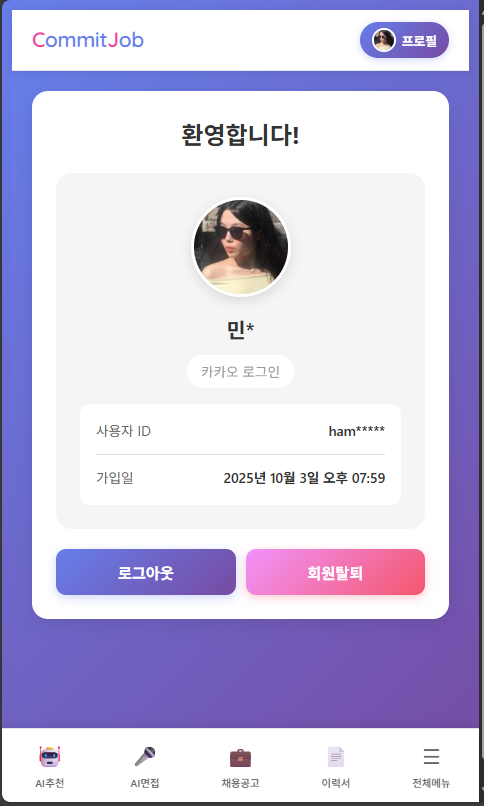 CommitJob
프로필
환영합니다!
민*
카카오 로그인
사용자 ID ham*****
가입일 2025년 10월 3일 오후 07:59
로그아웃 회원탈퇴
AI추천 AI면접 채용공고 이력서 전체메뉴